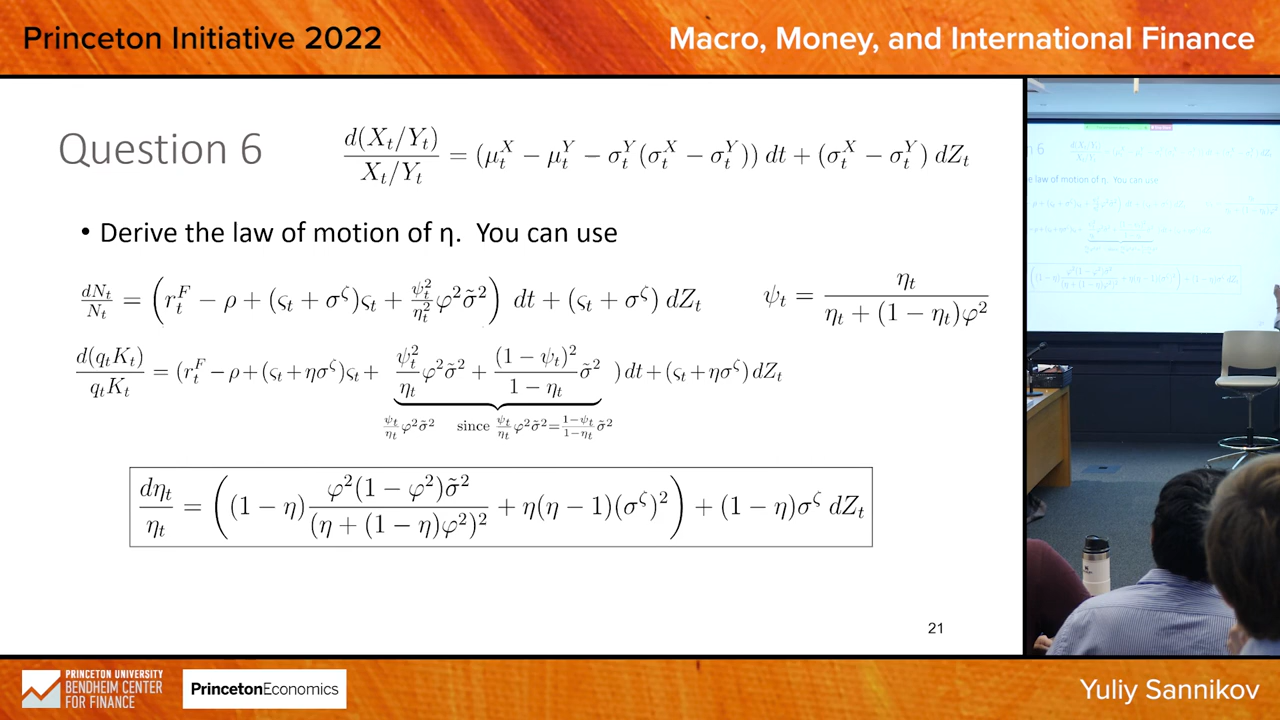 Princeton Initiative 2022
Macro, Money, and International Finance
Question 6
d(X_t/Y_t) / (X_t/Y_t) = (μ_t^X − μ_t^Y − σ_t^Y(σ_t^X − σ_t^Y)) dt + (σ_t^X − σ_t^Y) dZ_t
• Derive the law of motion of η. You can use
dN_t/N_t = (r_t^F − ρ + (ς_t + σ^ζ)ς_t + (ψ_t^2/η_t^2) φ^2 σ̃^2) dt + (ς_t + σ^ζ) dZ_t
ψ_t = η_t / (η_t + (1 − η_t)φ^2)
d(q_tK_t) / (q_tK_t) = (r_t^F − ρ + (ς_t + ησ^ζ)ς_t + (ψ_t^2/η_t) φ^2 σ̃^2 + ((1 − ψ_t)^2 / (1 − η_t)) σ̃^2 ) dt + (ς_t + ησ^ζ) dZ_t
(ψ_t/η_t) φ^2 σ̃^2 since (ψ_t/η_t) φ^2 σ̃^2 = ((1−ψ_t)/(1−η_t)) σ̃^2
dη_t/η_t = ((1 − η) φ^2(1 − φ^2)σ̃^2 / (η + (1 − η)φ^2)^2 + η(η − 1)(σ^ζ)^2) + (1 − η)σ^ζ dZ_t
21
PRINCETON UNIVERSITY
BENDHEIM CENTER
FOR FINANCE
PrincetonEconomics
Yuliy Sannikov